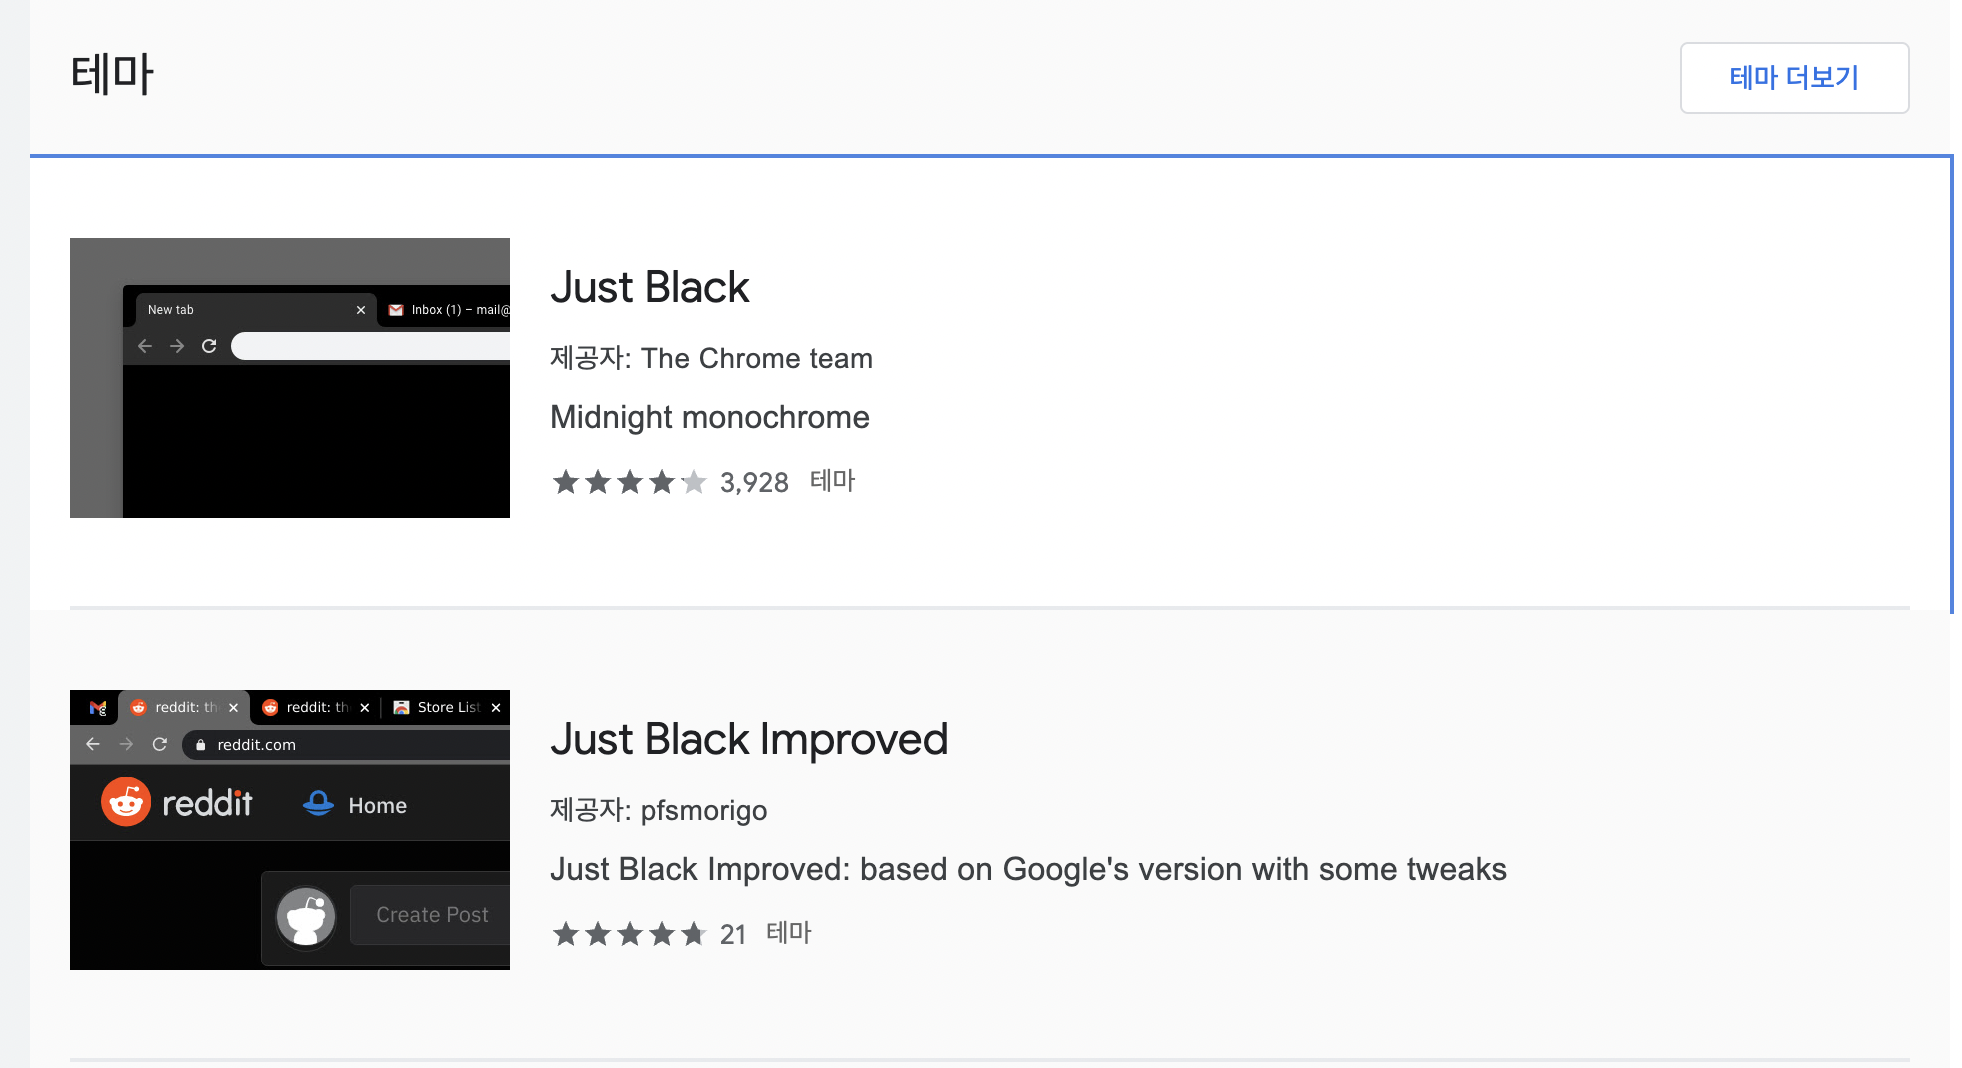 테마
테마 더보기
New tab
Inbox (1) – mail@
Just Black
제공자: The Chrome team
Midnight monochrome
3,928 테마
reddit: th
reddit: th
Store List
reddit.com
reddit
Home
Create Post
Just Black Improved
제공자: pfsmorigo
Just Black Improved: based on Google's version with some tweaks
21 테마